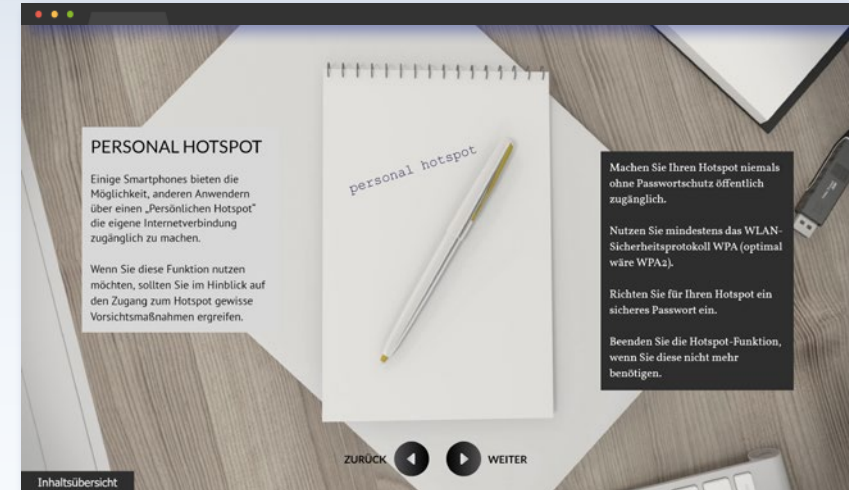 PERSONAL HOTSPOT
Einige Smartphones bieten die
Möglichkeit, anderen Anwendern
über einen „Persönlichen Hotspot“
die eigene Internetverbindung
zugänglich zu machen.
Wenn Sie diese Funktion nutzen
möchten, sollten Sie im Hinblick auf
den Zugang zum Hotspot gewisse
Vorsichtsmaßnahmen ergreifen.
personal hotspot
Machen Sie Ihren Hotspot niemals
ohne Passwortschutz öffentlich
zugänglich.
Nutzen Sie mindestens das WLAN-
Sicherheitsprotokoll WPA (optimal
wäre WPA2).
Richten Sie für Ihren Hotspot ein
sicheres Passwort ein.
Beenden Sie die Hotspot-Funktion,
wenn Sie diese nicht mehr
benötigen.
ZURÜCK WEITER
Inhaltsübersicht